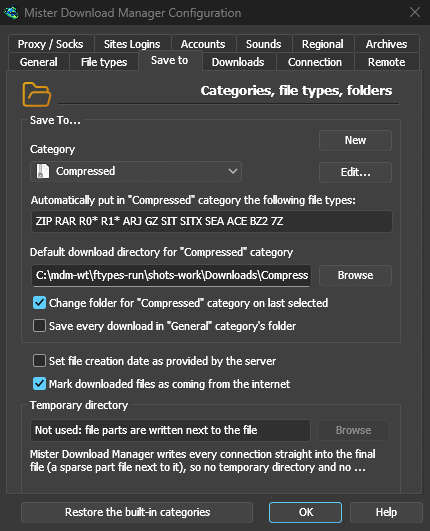 Mister Download Manager Configuration
Proxy / Socks Sites Logins Accounts Sounds Regional Archives
General File types Save to Downloads Connection Remote
Categories, file types, folders
Save To...
New
Category
Compressed
Edit...
Automatically put in "Compressed" category the following file types:
ZIP RAR R0* R1* ARJ GZ SIT SITX SEA ACE BZ2 7Z
Default download directory for "Compressed" category
C:\mdm-wt\ftypes-run\shots-work\Downloads\Compress
Browse
Change folder for "Compressed" category on last selected
Save every download in "General" category's folder
Set file creation date as provided by the server
Mark downloaded files as coming from the internet
Temporary directory
Not used: file parts are written next to the file
Browse
Mister Download Manager writes every connection straight into the final
file (a sparse part file next to it), so no temporary directory and no ...
Restore the built-in categories
OK
Help